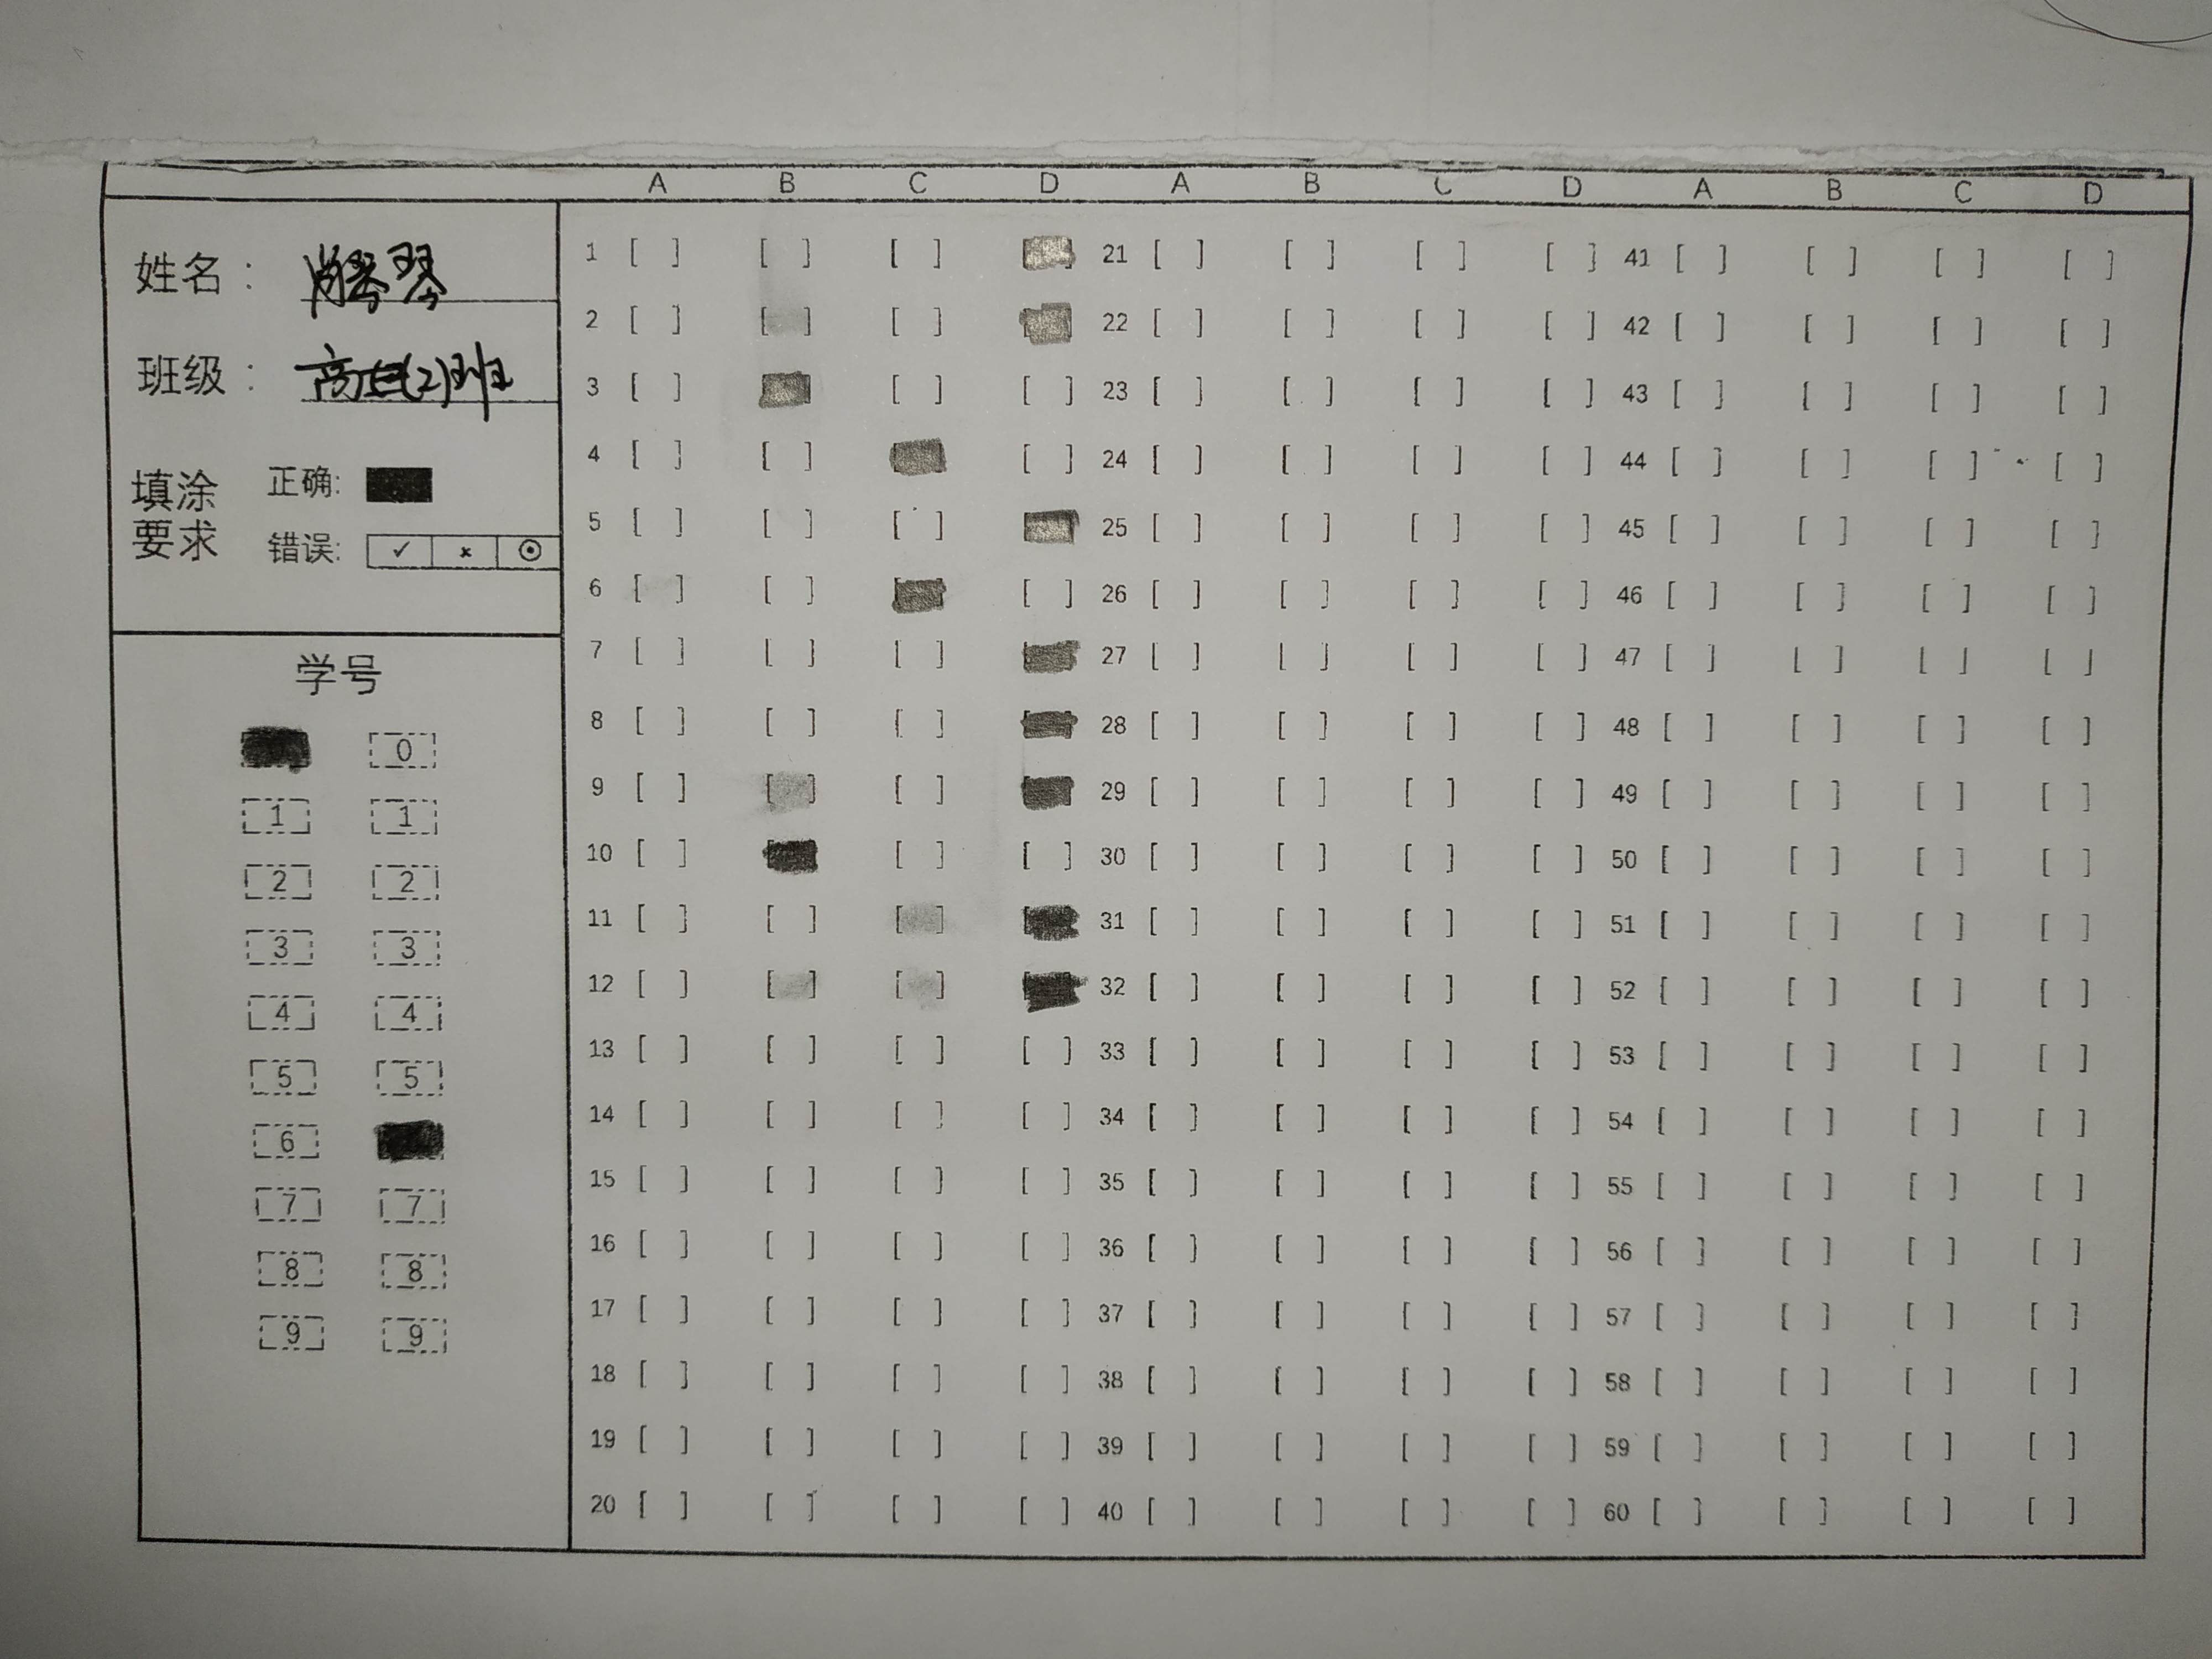 A B C D A B C D A B C D
姓名：
班级：高 (2)班
填涂要求 正确:
错误: ✓ × ⊙
学号
0
1 1
2 2
3 3
4 4
5 5
6
7 7
8 8
9 9
1 [ ] [ ] [ ] 21 [ ] [ ] [ ] [ ] 41 [ ] [ ] [ ] [ ]
2 [ ] [ ] [ ] 22 [ ] [ ] [ ] [ ] 42 [ ] [ ] [ ] [ ]
3 [ ] [ ] [ ] 23 [ ] [ ] [ ] [ ] 43 [ ] [ ] [ ] [ ]
4 [ ] [ ] [ ] 24 [ ] [ ] [ ] [ ] 44 [ ] [ ] [ ] [ ]
5 [ ] [ ] [ ] 25 [ ] [ ] [ ] [ ] 45 [ ] [ ] [ ] [ ]
6 [ ] [ ] [ ] 26 [ ] [ ] [ ] [ ] 46 [ ] [ ] [ ] [ ]
7 [ ] [ ] [ ] 27 [ ] [ ] [ ] [ ] 47 [ ] [ ] [ ] [ ]
8 [ ] [ ] [ ] 28 [ ] [ ] [ ] [ ] 48 [ ] [ ] [ ] [ ]
9 [ ] [ ] [ ] 29 [ ] [ ] [ ] [ ] 49 [ ] [ ] [ ] [ ]
10 [ ] [ ] [ ] 30 [ ] [ ] [ ] [ ] 50 [ ] [ ] [ ] [ ]
11 [ ] [ ] [ ] 31 [ ] [ ] [ ] [ ] 51 [ ] [ ] [ ] [ ]
12 [ ] [ ] [ ] 32 [ ] [ ] [ ] [ ] 52 [ ] [ ] [ ] [ ]
13 [ ] [ ] [ ] [ ] 33 [ ] [ ] [ ] [ ] 53 [ ] [ ] [ ] [ ]
14 [ ] [ ] [ ] [ ] 34 [ ] [ ] [ ] [ ] 54 [ ] [ ] [ ] [ ]
15 [ ] [ ] [ ] [ ] 35 [ ] [ ] [ ] [ ] 55 [ ] [ ] [ ] [ ]
16 [ ] [ ] [ ] [ ] 36 [ ] [ ] [ ] [ ] 56 [ ] [ ] [ ] [ ]
17 [ ] [ ] [ ] [ ] 37 [ ] [ ] [ ] [ ] 57 [ ] [ ] [ ] [ ]
18 [ ] [ ] [ ] [ ] 38 [ ] [ ] [ ] [ ] 58 [ ] [ ] [ ] [ ]
19 [ ] [ ] [ ] [ ] 39 [ ] [ ] [ ] [ ] 59 [ ] [ ] [ ] [ ]
20 [ ] [ ] [ ] [ ] 40 [ ] [ ] [ ] [ ] 60 [ ] [ ] [ ] [ ]